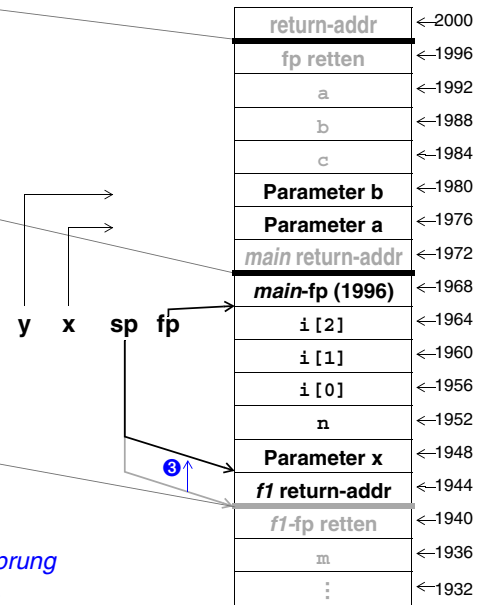 return-addr ←2000
fp retten ←1996
a ←1992
b ←1988
c ←1984
Parameter b ←1980
Parameter a ←1976
main return-addr ←1972
main-fp (1996) ←1968
y x sp fp i[2] ←1964
i[1] ←1960
i[0] ←1956
n ←1952
Parameter x ←1948
❸ f1 return-addr ←1944
f1-fp retten ←1940
m ←1936
prung
⋮ ←1932